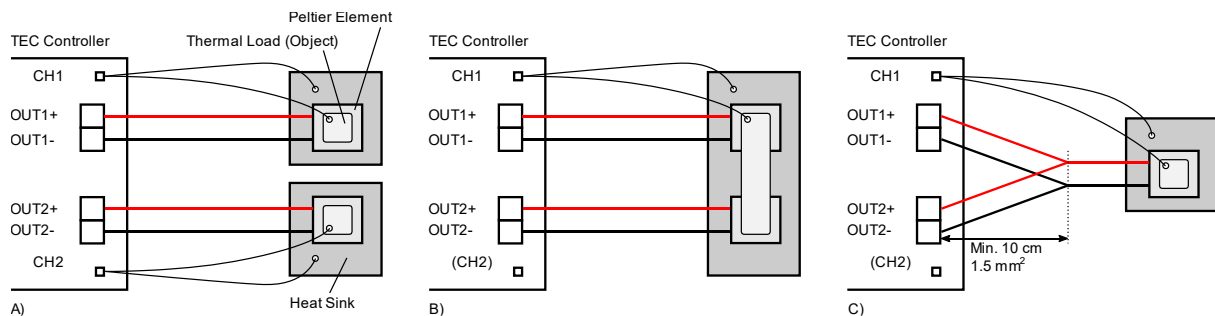 Peltier Element
TEC Controller
Thermal Load (Object)
CH1
OUT1+
OUT1-
OUT2+
OUT2-
CH2
Heat Sink
A)
TEC Controller
CH1
OUT1+
OUT1-
OUT2+
OUT2-
(CH2)
B)
TEC Controller
CH1
OUT1+
OUT1-
OUT2+
OUT2-
(CH2)
Min. 10 cm
1.5 mm²
C)